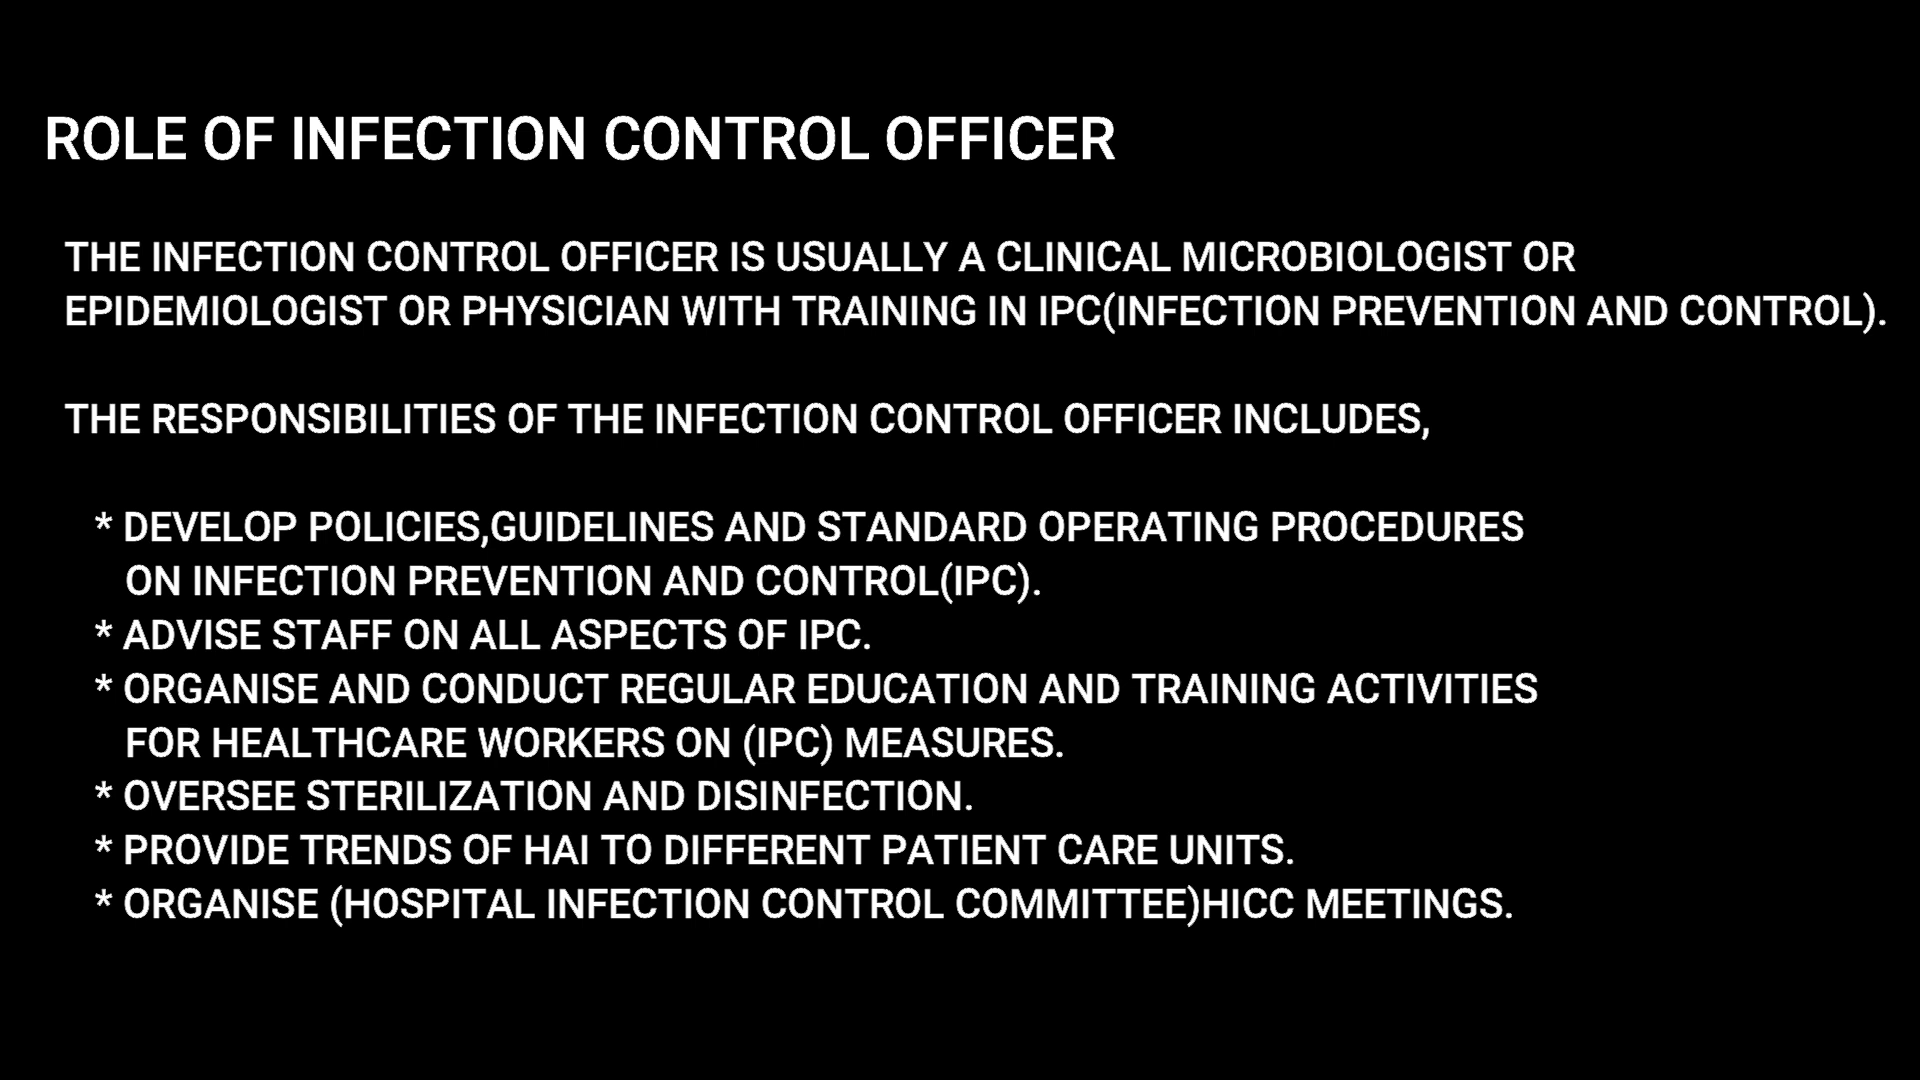 ROLE OF INFECTION CONTROL OFFICER
THE INFECTION CONTROL OFFICER IS USUALLY A CLINICAL MICROBIOLOGIST OR
EPIDEMIOLOGIST OR PHYSICIAN WITH TRAINING IN IPC(INFECTION PREVENTION AND CONTROL).
THE RESPONSIBILITIES OF THE INFECTION CONTROL OFFICER INCLUDES,
* DEVELOP POLICIES,GUIDELINES AND STANDARD OPERATING PROCEDURES
ON INFECTION PREVENTION AND CONTROL(IPC).
* ADVISE STAFF ON ALL ASPECTS OF IPC.
* ORGANISE AND CONDUCT REGULAR EDUCATION AND TRAINING ACTIVITIES
FOR HEALTHCARE WORKERS ON (IPC) MEASURES.
* OVERSEE STERILIZATION AND DISINFECTION.
* PROVIDE TRENDS OF HAI TO DIFFERENT PATIENT CARE UNITS.
* ORGANISE (HOSPITAL INFECTION CONTROL COMMITTEE)HICC MEETINGS.